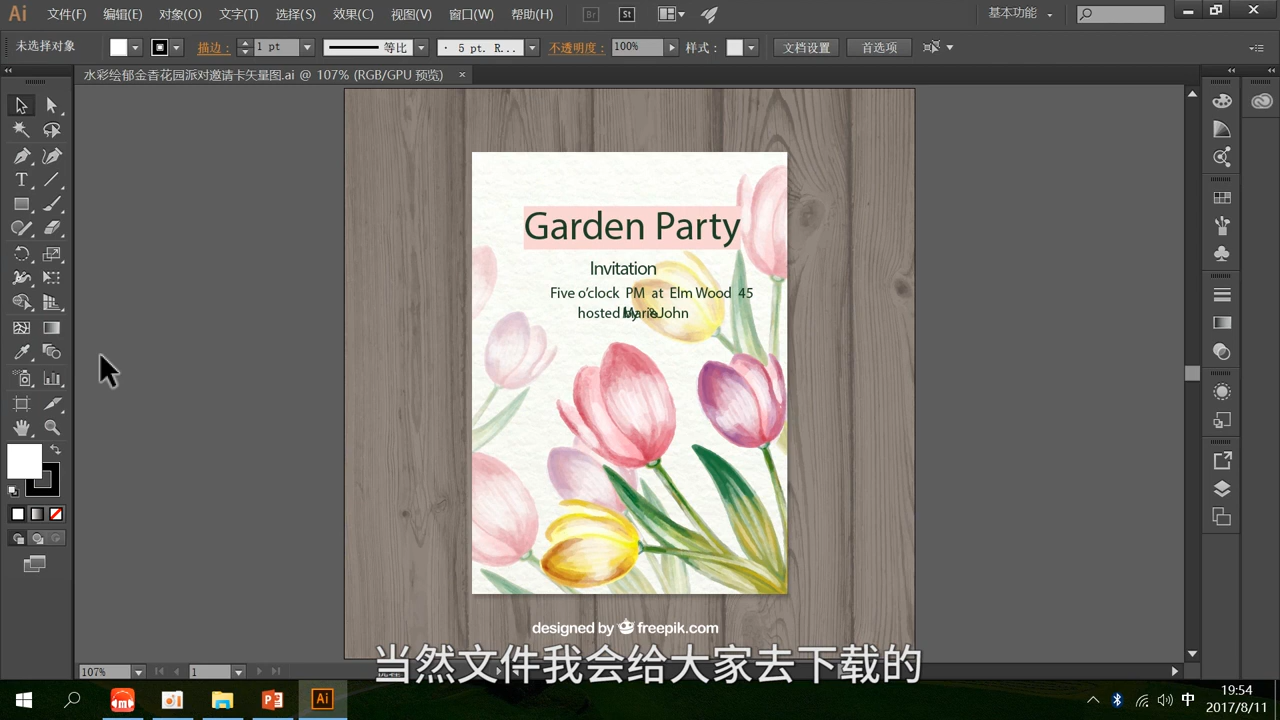 Ai 文件(F) 编辑(E) 对象(O) 文字(T) 选择(S) 效果(C) 视图(V) 窗口(W) 帮助(H) Br St 基本功能
未选择对象 描边: 1 pt 等比 5 pt. R... 不透明度: 100% 样式: 文档设置 首选项
水彩绘郁金香花园派对邀请卡矢量图.ai @ 107% (RGB/GPU 预览) ×
Garden Party
Invitation
Five o'clock PM at Elm Wood 45
hosted by Marie&John
designed by freepik.com
当然文件我会给大家去下载的
107% 1
Ai 中 19:54
2017/8/11